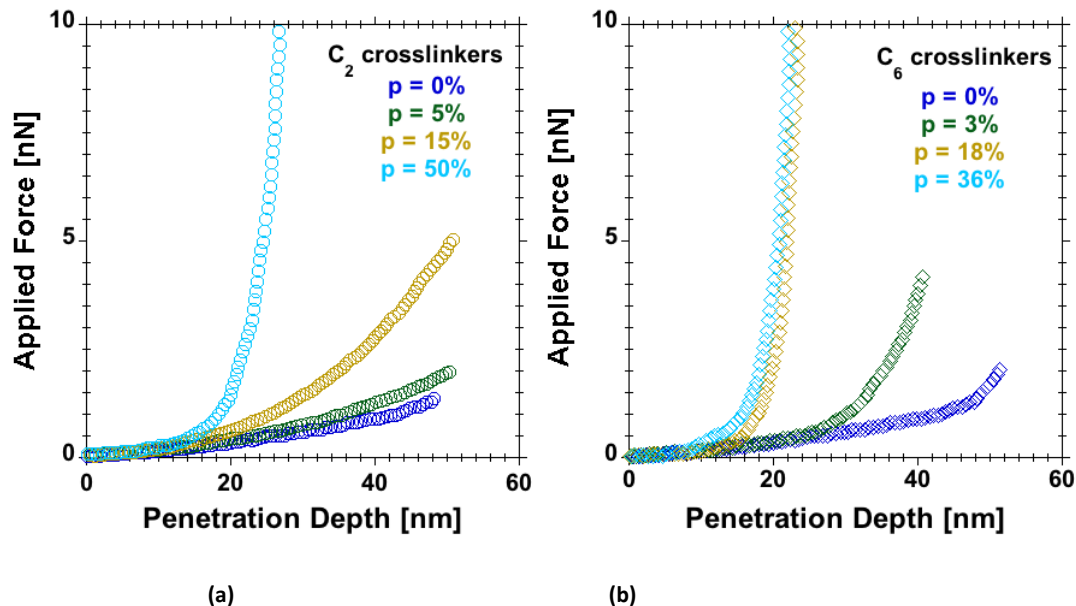 10
C2 crosslinkers
p = 0%
p = 5%
p = 15%
p = 50%
5
0
Applied Force [nN]
0
20
40
60
Penetration Depth [nm]
(a)
10
C6 crosslinkers
p = 0%
p = 3%
p = 18%
p = 36%
5
0
Applied Force [nN]
0
20
40
60
Penetration Depth [nm]
(b)